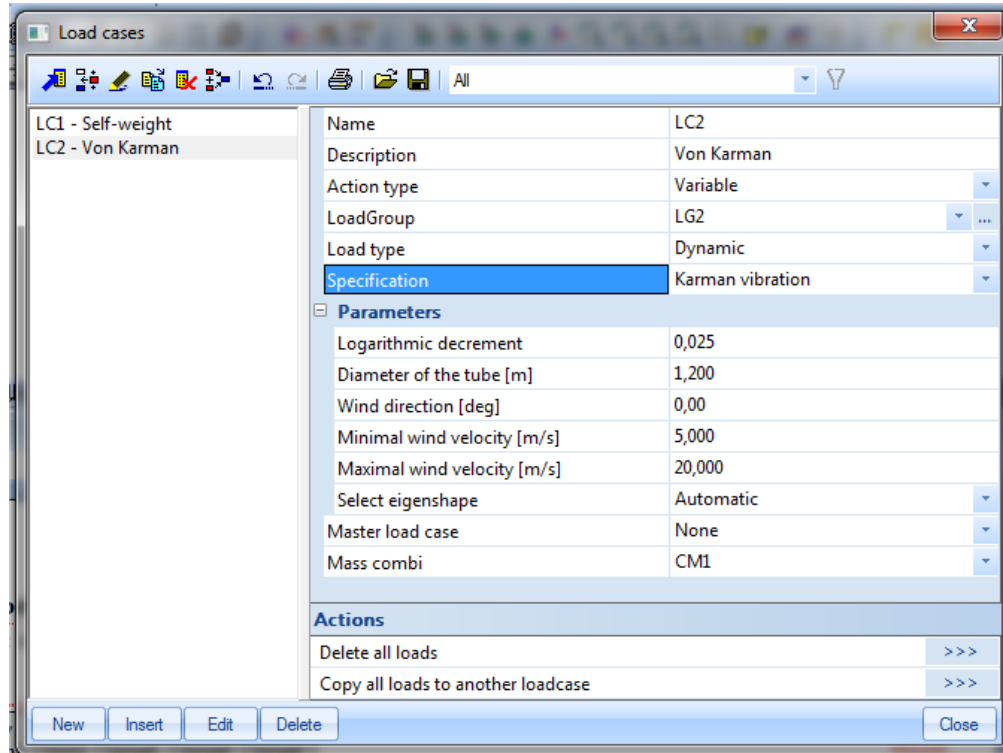 Load cases
All
LC1 - Self-weight
LC2 - Von Karman
Name LC2
Description Von Karman
Action type Variable
LoadGroup LG2 ...
Load type Dynamic
Specification Karman vibration
Parameters
Logarithmic decrement 0,025
Diameter of the tube [m] 1,200
Wind direction [deg] 0,00
Minimal wind velocity [m/s] 5,000
Maximal wind velocity [m/s] 20,000
Select eigenshape Automatic
Master load case None
Mass combi CM1
Actions
Delete all loads >>>
Copy all loads to another loadcase >>>
New Insert Edit Delete Close